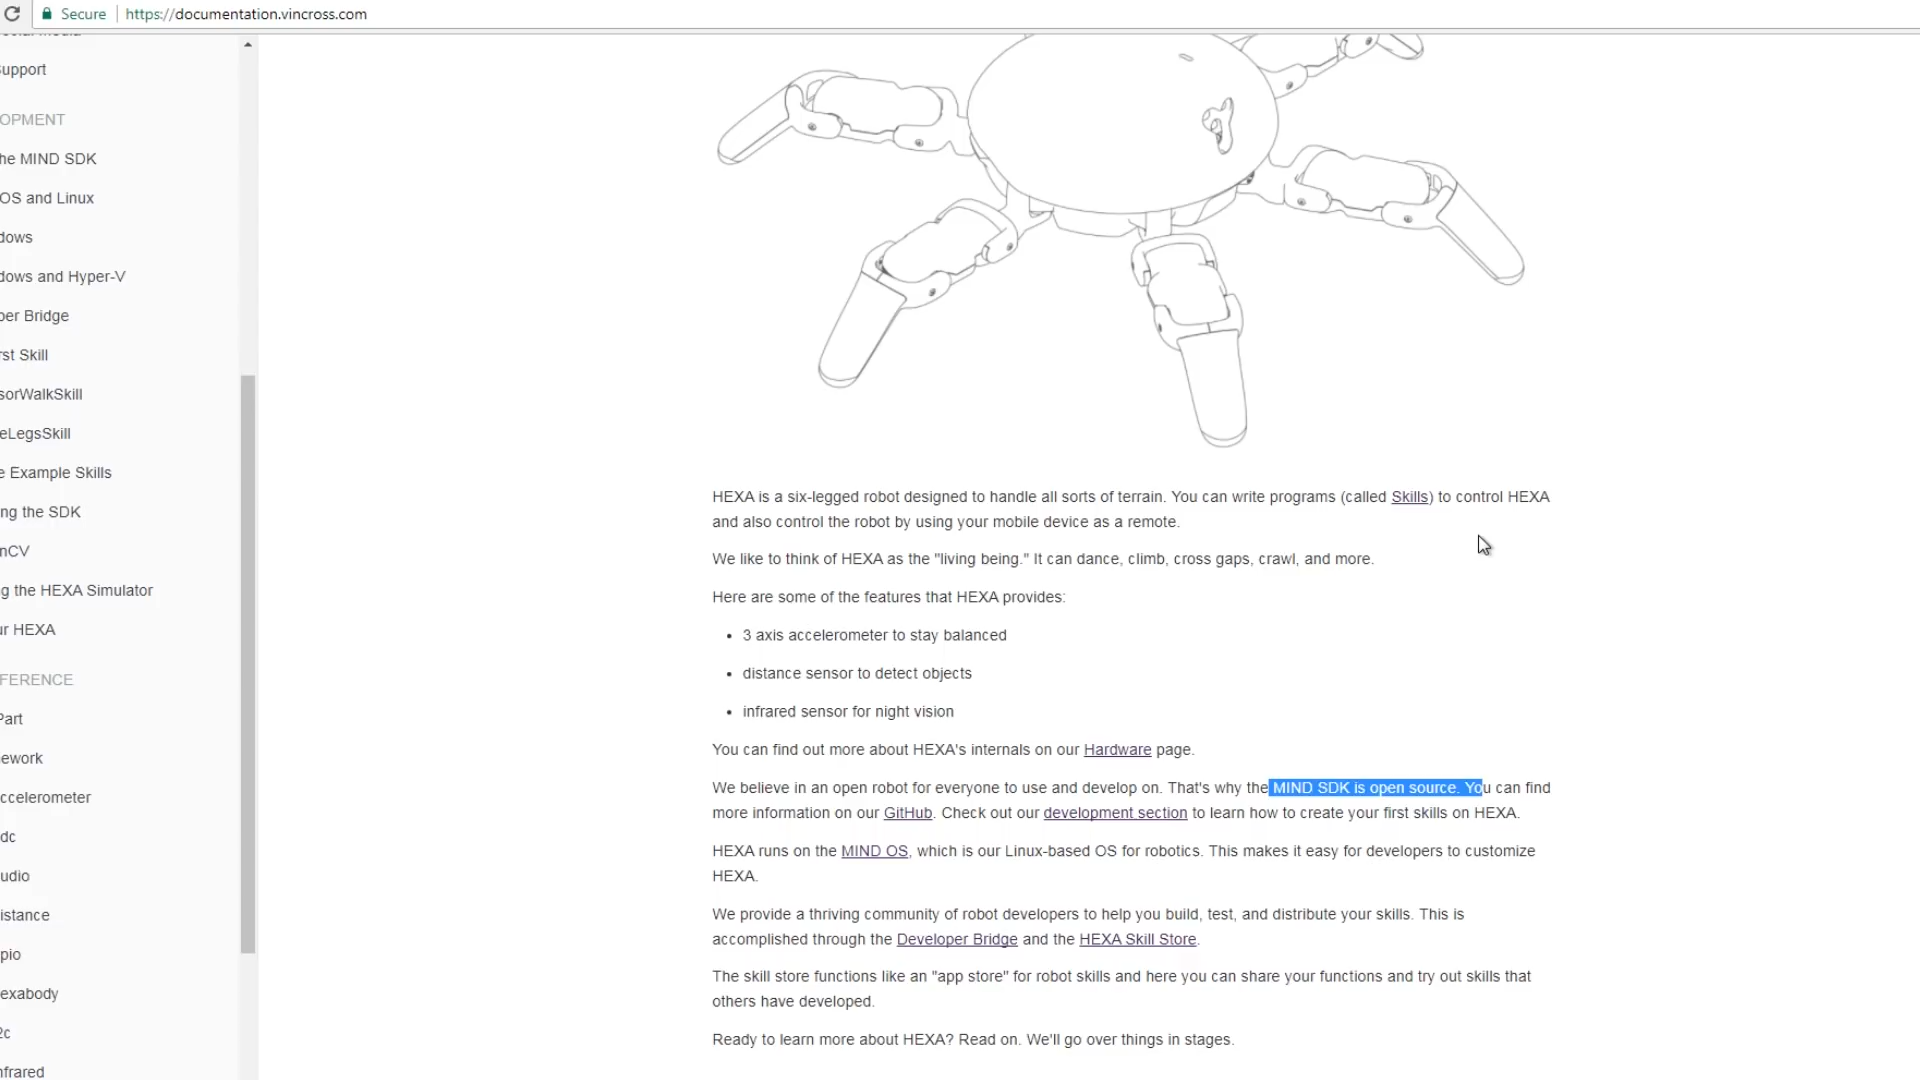 Secure https://documentation.vincross.com
Support
OPMENT
he MIND SDK
OS and Linux
dows
dows and Hyper-V
per Bridge
rst Skill
sorWalkSkill
eLegsSkill
e Example Skills
ng the SDK
nCV
g the HEXA Simulator
ur HEXA
FERENCE
Part
ework
ccelerometer
dc
udio
istance
pio
exabody
2c
nfrared
HEXA is a six-legged robot designed to handle all sorts of terrain. You can write programs (called Skills) to control HEXA
and also control the robot by using your mobile device as a remote.
We like to think of HEXA as the "living being." It can dance, climb, cross gaps, crawl, and more.
Here are some of the features that HEXA provides:
• 3 axis accelerometer to stay balanced
• distance sensor to detect objects
• infrared sensor for night vision
You can find out more about HEXA's internals on our Hardware page.
We believe in an open robot for everyone to use and develop on. That's why the MIND SDK is open source. You can find
more information on our GitHub. Check out our development section to learn how to create your first skills on HEXA.
HEXA runs on the MIND OS, which is our Linux-based OS for robotics. This makes it easy for developers to customize
HEXA.
We provide a thriving community of robot developers to help you build, test, and distribute your skills. This is
accomplished through the Developer Bridge and the HEXA Skill Store.
The skill store functions like an "app store" for robot skills and here you can share your functions and try out skills that
others have developed.
Ready to learn more about HEXA? Read on. We'll go over things in stages.